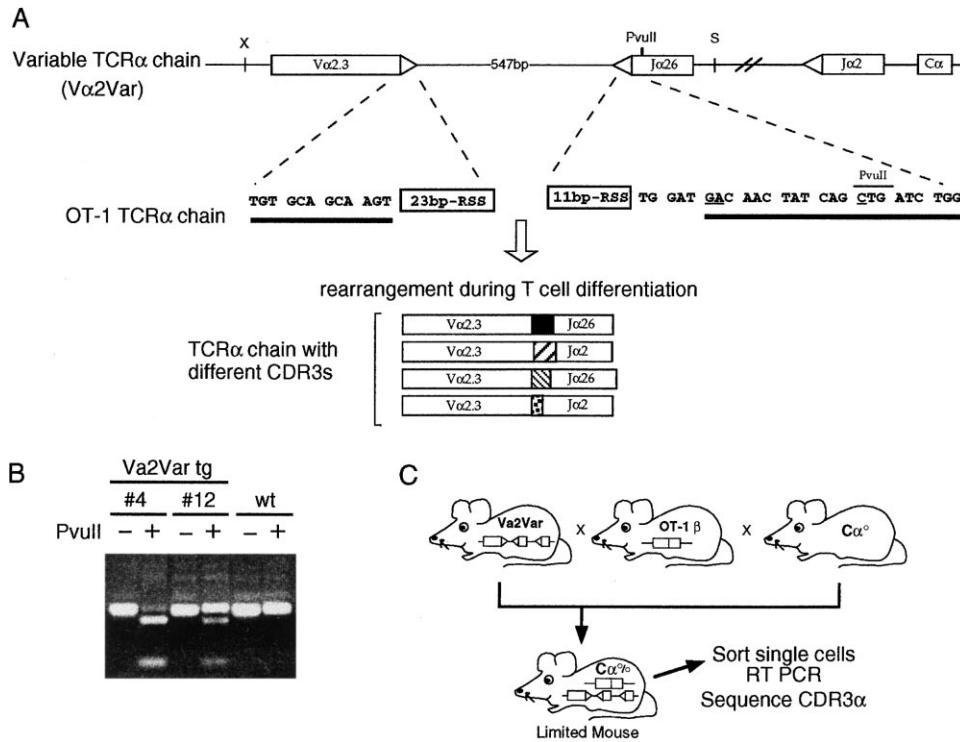 A
Variable TCRα chain
(Vα2Var)
X
Vα2.3
547bp
PvuII
Jα26
S
Jα2
Cα
OT-1 TCRα chain
TGT GCA GCA AGT
23bp-RSS
11bp-RSS
TG GAT GAC AAC TAT CAG CTG ATC TGG
PvuII
rearrangement during T cell differentiation
TCRα chain with
different CDR3s
Vα2.3 Jα26
Vα2.3 Jα2
Vα2.3 Jα26
Vα2.3 Jα2
B
Va2Var tg
#4 #12 wt
PvuII − + − + − +
C
Va2Var
x
OT-1 β
x
Cα°
Cα°/°
Limited Mouse
Sort single cells
RT PCR
Sequence CDR3α